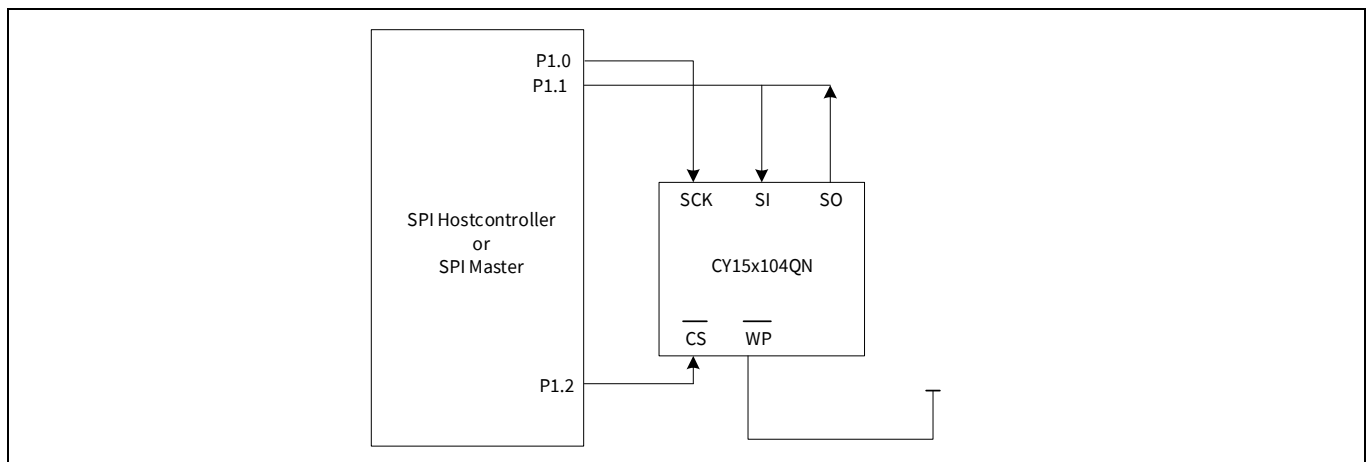 P1.0
P1.1
SCK SI SO
SPI Hostcontroller
or
SPI Master
CY15x104QN
CS WP
P1.2